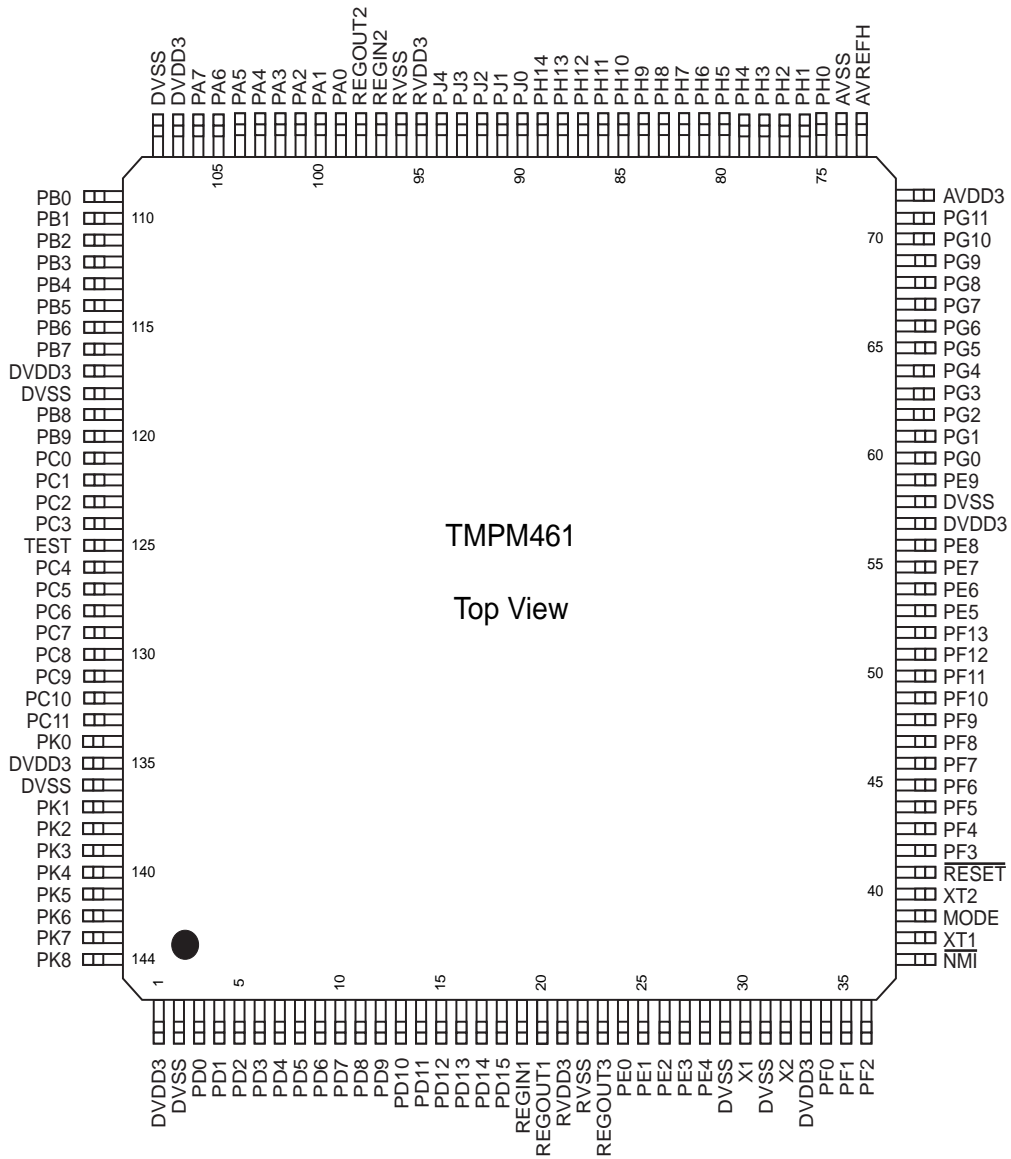 DVSS
DVDD3
PA7
PA6
PA5
PA4
PA3
PA2
PA1
PA0
REGOUT2
REGIN2
RVSS
RVDD3
PJ4
PJ3
PJ2
PJ1
PJ0
PH14
PH13
PH12
PH11
PH10
PH9
PH8
PH7
PH6
PH5
PH4
PH3
PH2
PH1
PH0
AVSS
AVREFH
105
100
95
90
85
80
75
PB0
PB1
PB2
PB3
PB4
PB5
PB6
PB7
DVDD3
DVSS
PB8
PB9
PC0
PC1
PC2
PC3
TEST
PC4
PC5
PC6
PC7
PC8
PC9
PC10
PC11
PK0
DVDD3
DVSS
PK1
PK2
PK3
PK4
PK5
PK6
PK7
PK8
110
115
120
125
130
135
140
144
TMPM461
Top View
70
65
60
55
50
45
40
AVDD3
PG11
PG10
PG9
PG8
PG7
PG6
PG5
PG4
PG3
PG2
PG1
PG0
PE9
DVSS
DVDD3
PE8
PE7
PE6
PE5
PF13
PF12
PF11
PF10
PF9
PF8
PF7
PF6
PF5
PF4
PF3
RESET
XT2
MODE
XT1
NMI
1
5
10
15
20
25
30
35
DVDD3
DVSS
PD0
PD1
PD2
PD3
PD4
PD5
PD6
PD7
PD8
PD9
PD10
PD11
PD12
PD13
PD14
PD15
REGIN1
REGOUT1
RVDD3
RVSS
REGOUT3
PE0
PE1
PE2
PE3
PE4
DVSS
X1
DVSS
X2
DVDD3
PF0
PF1
PF2